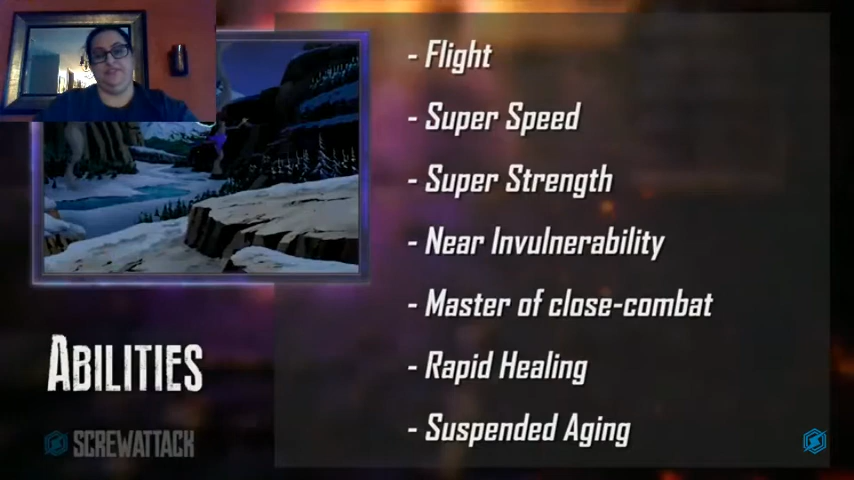 - Flight
- Super Speed
- Super Strength
- Near Invulnerability
- Master of close-combat
- Rapid Healing
- Suspended Aging
ABILITIES
SCREWATTACK